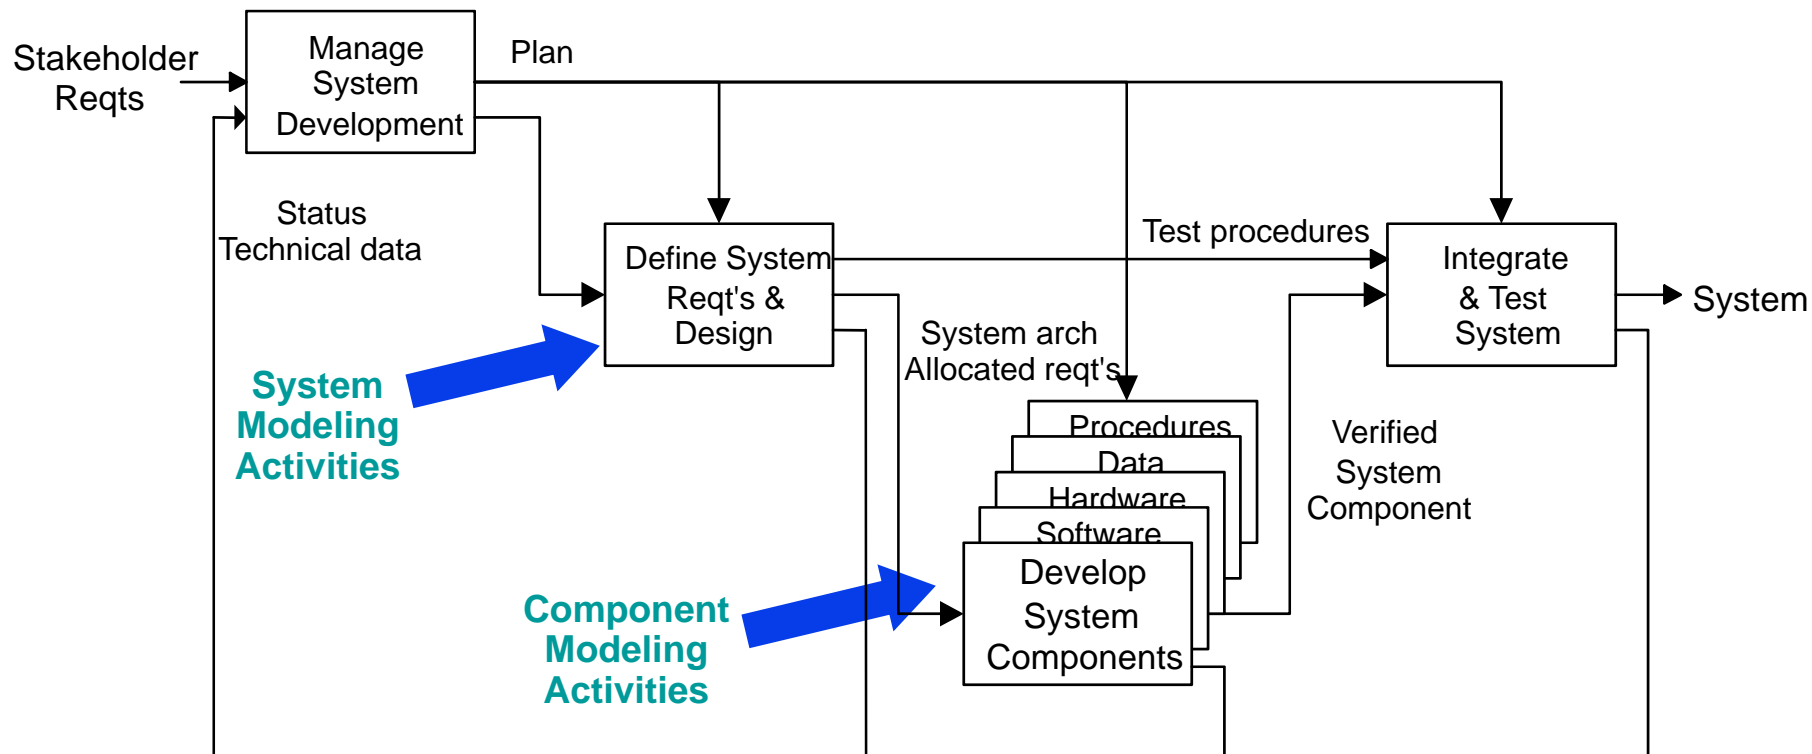 Stakeholder
Reqts
Manage
System
Development
Plan
Status
Technical data
Define System
Reqt's &
Design
Test procedures
Integrate
& Test
System
System
System arch
Allocated reqt's
System
Modeling
Activities
Procedures
Data
Hardware
Software
Develop
System
Components
Verified
System
Component
Component
Modeling
Activities